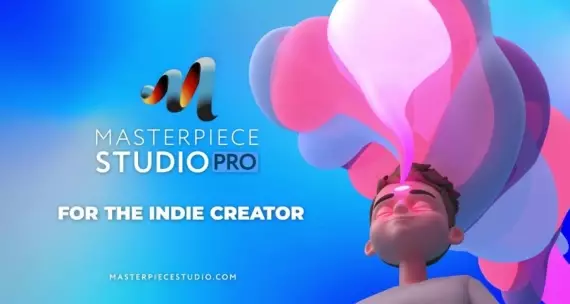 MASTERPIECE
STUDIO PRO
FOR THE INDIE CREATOR
MASTERPIECESTUDIO.COM